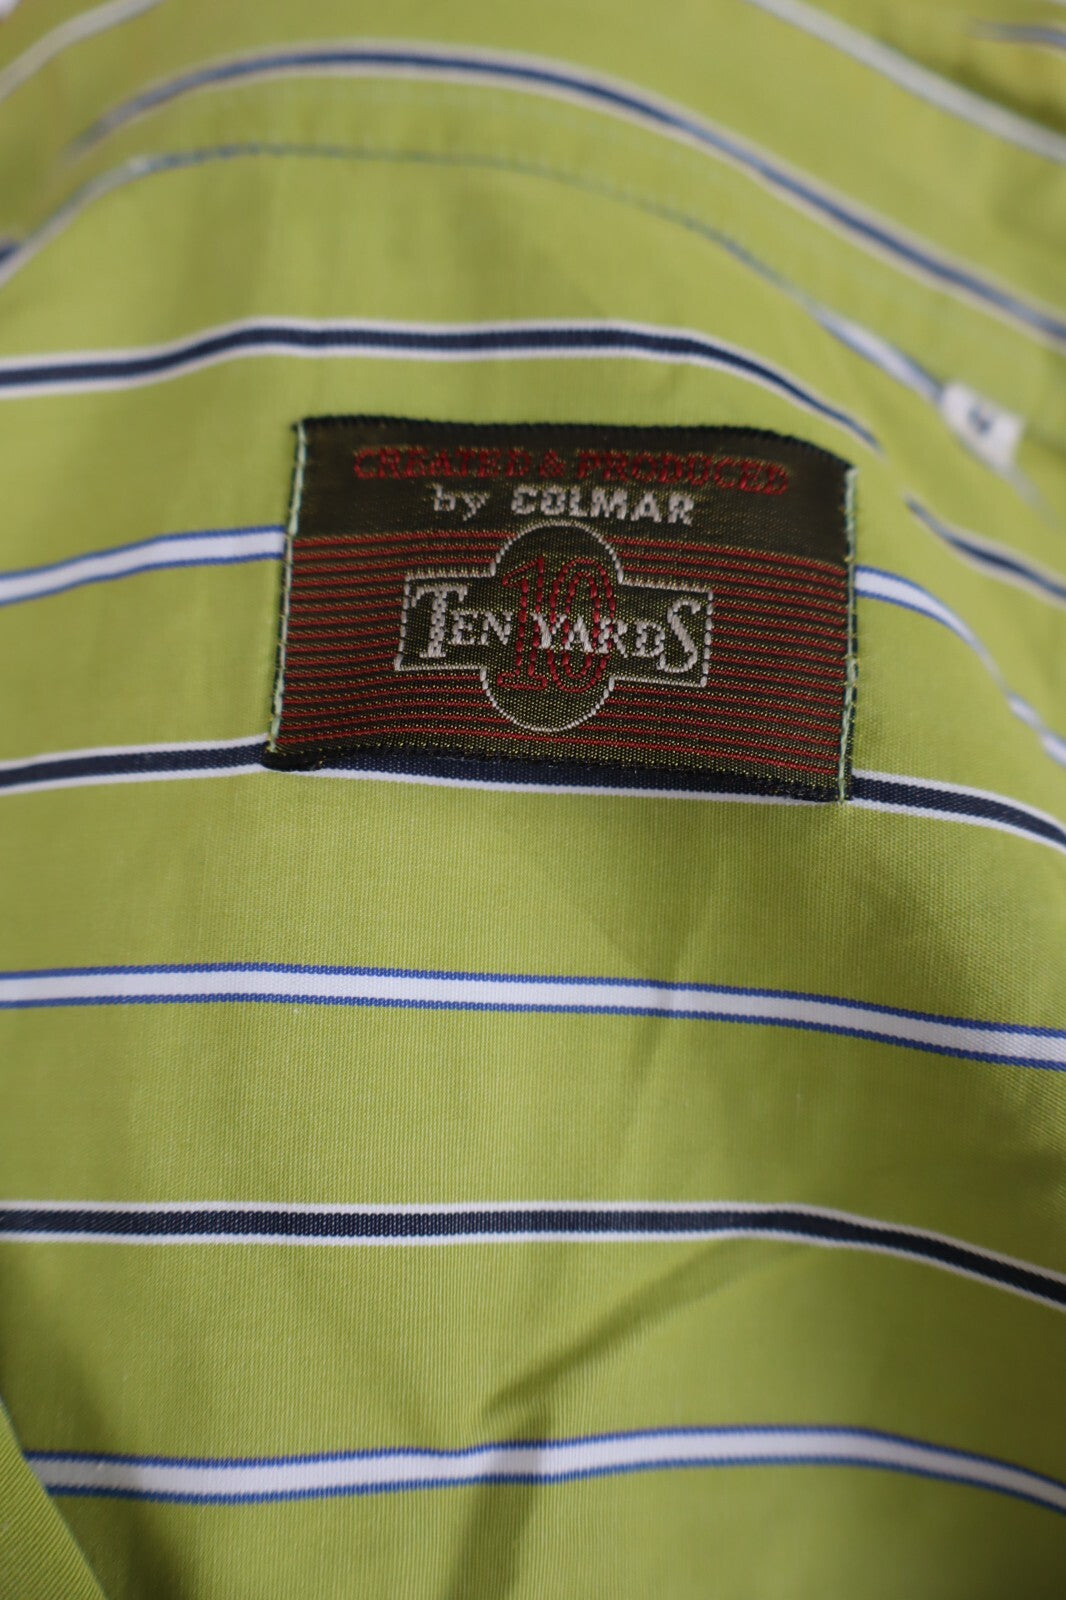 CREATED & PRODUCED
by COLMAR
10
TEN YARDS